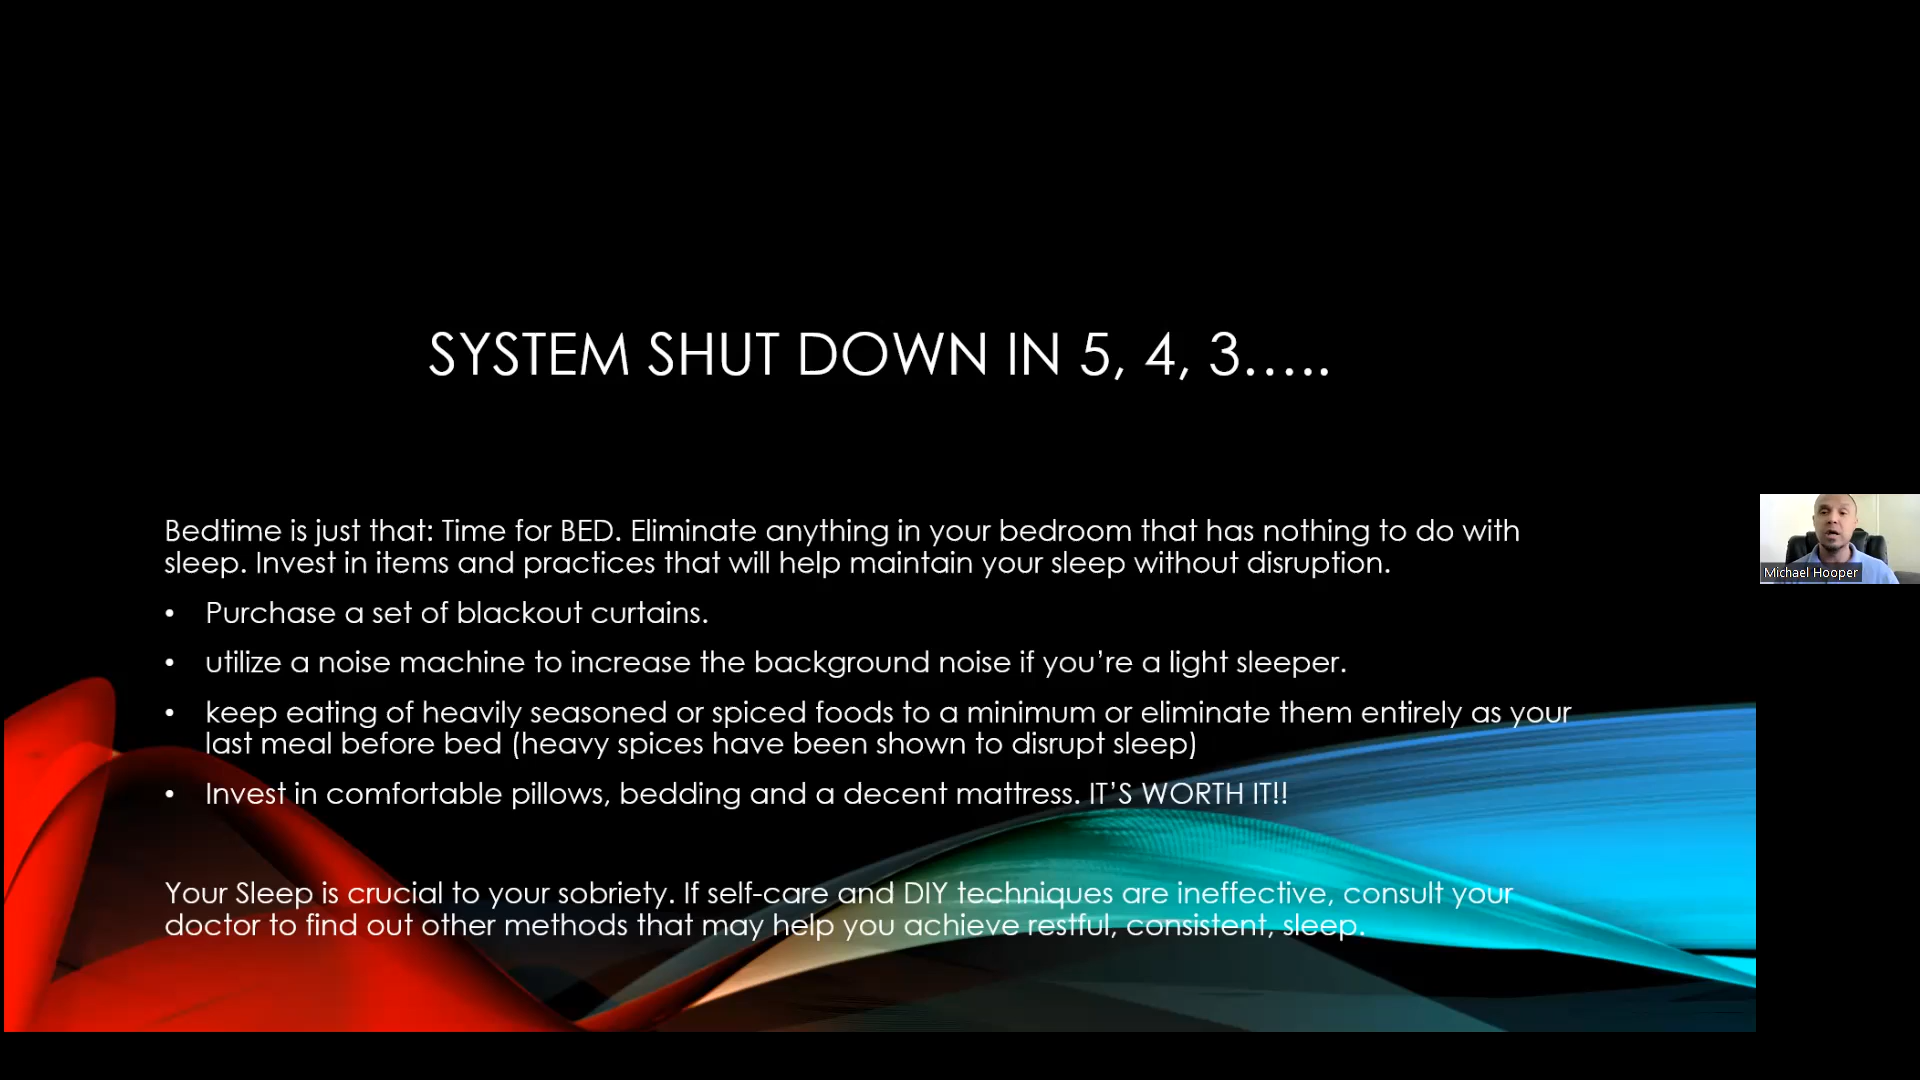 SYSTEM SHUT DOWN IN 5, 4, 3.....
Bedtime is just that: Time for BED. Eliminate anything in your bedroom that has nothing to do with
sleep. Invest in items and practices that will help maintain your sleep without disruption.
• Purchase a set of blackout curtains.
• utilize a noise machine to increase the background noise if you’re a light sleeper.
• keep eating of heavily seasoned or spiced foods to a minimum or eliminate them entirely as your
last meal before bed (heavy spices have been shown to disrupt sleep)
• Invest in comfortable pillows, bedding and a decent mattress. IT’S WORTH IT!!
Your Sleep is crucial to your sobriety. If self-care and DIY techniques are ineffective, consult your
doctor to find out other methods that may help you achieve restful, consistent, sleep.
Michael Hooper